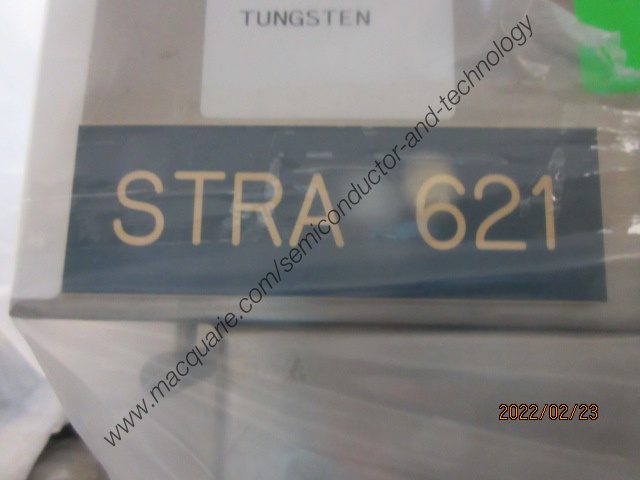 TUNGSTEN
STRA 621
www.macquarie.com/semiconductor-and-technology
2022/02/23